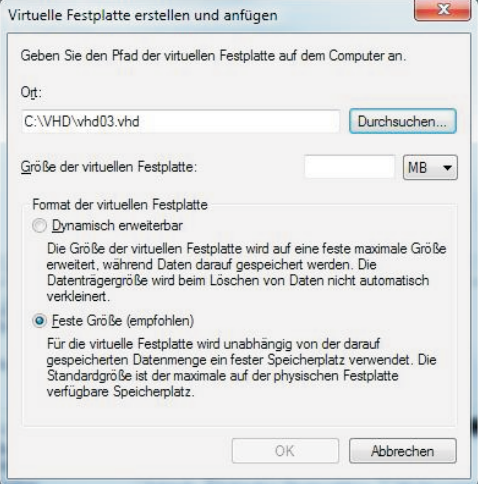 Virtuelle Festplatte erstellen und anfügen
Geben Sie den Pfad der virtuellen Festplatte auf dem Computer an.
Ort:
C:\VHD\vhd03.vhd
Durchsuchen...
Größe der virtuellen Festplatte:
MB
Format der virtuellen Festplatte
Dynamisch erweiterbar
Die Größe der virtuellen Festplatte wird auf eine feste maximale Größe
erweitert, während Daten darauf gespeichert werden. Die
Datenträgergröße wird beim Löschen von Daten nicht automatisch
verkleinert.
Feste Größe (empfohlen)
Für die virtuelle Festplatte wird unabhängig von der darauf
gespeicherten Datenmenge ein fester Speicherplatz verwendet. Die
Standardgröße ist der maximale auf der physischen Festplatte
verfügbare Speicherplatz.
OK
Abbrechen